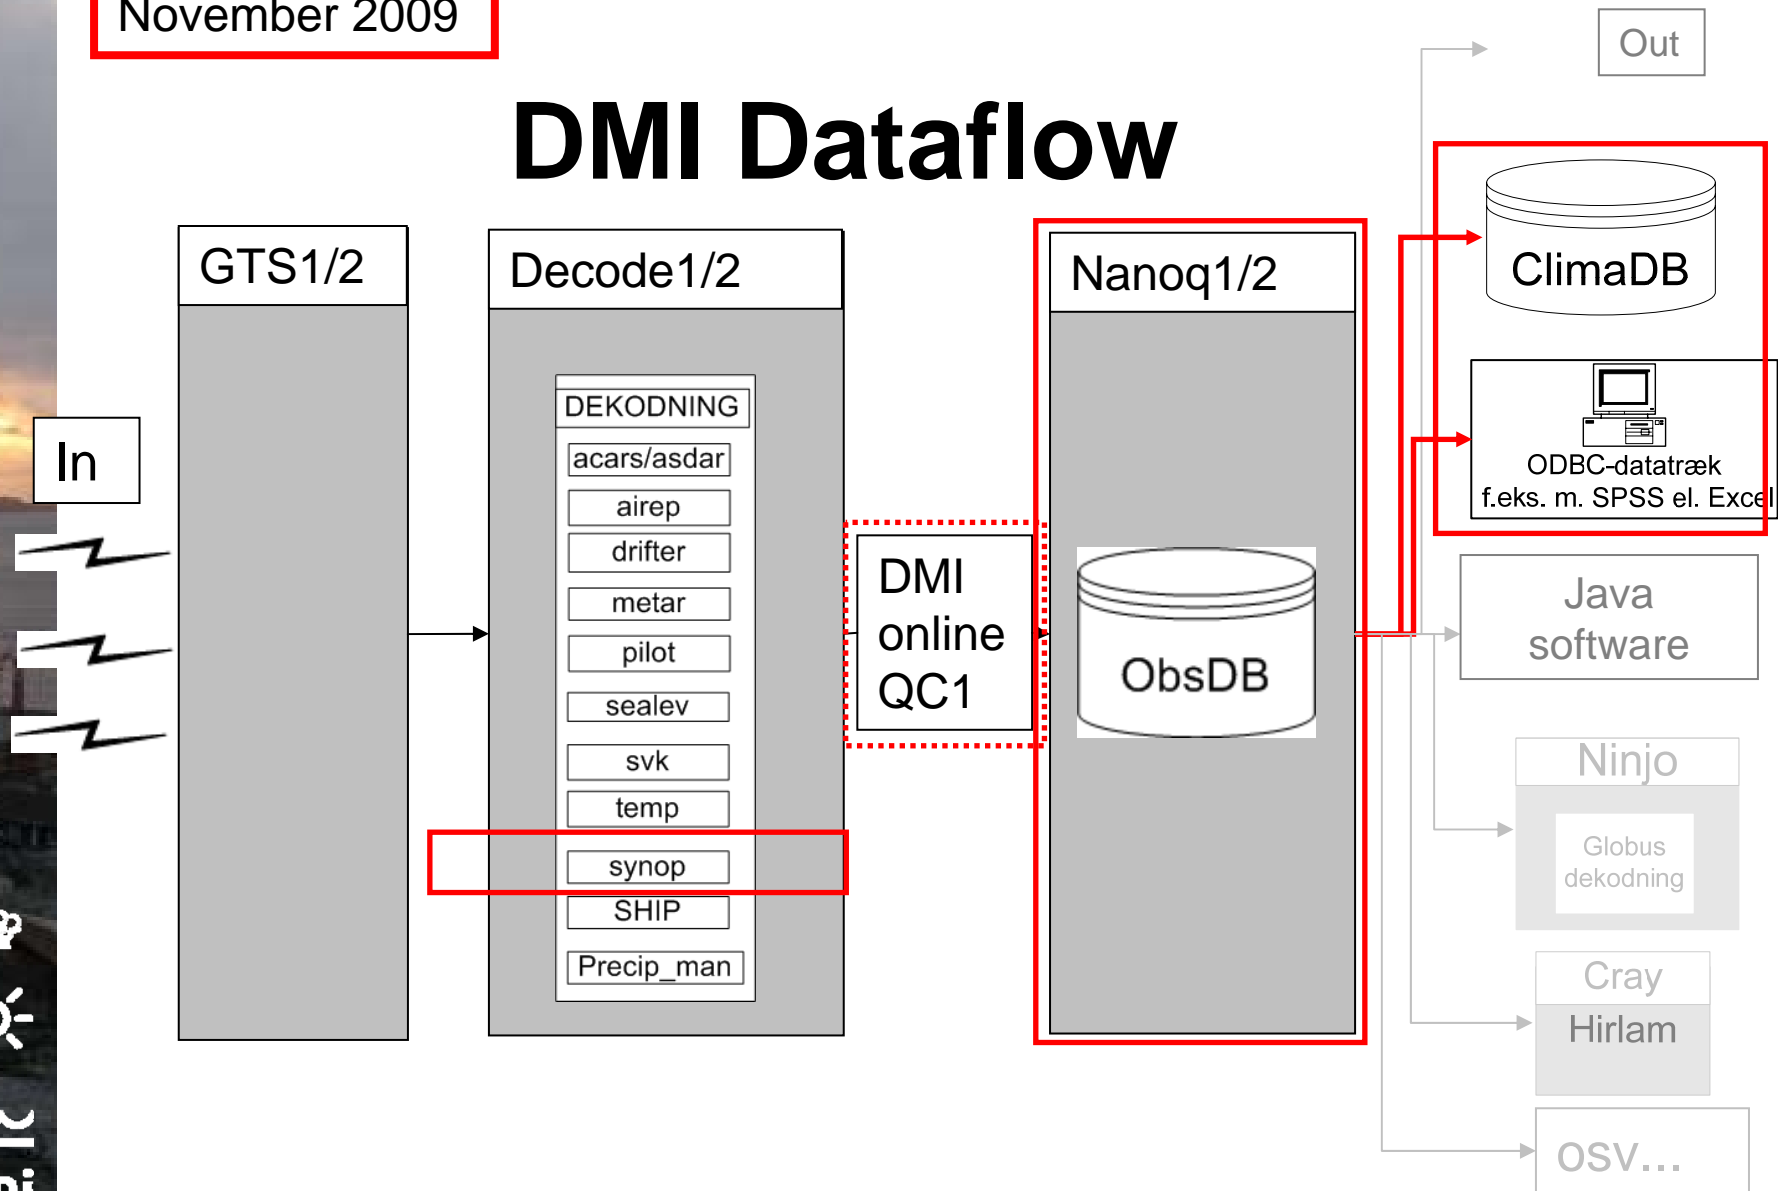 November 2009
DMI Dataflow
In
GTS1/2
Decode1/2
DEKODNING
acars/asdar
airep
drifter
metar
pilot
sealev
svk
temp
synop
SHIP
Precip_man
DMI
online
QC1
Nanoq1/2
ObsDB
Out
ClimaDB
ODBC-datatræk
f.eks. m. SPSS el. Excel
Java
software
Ninjo
Globus
dekodning
Cray
Hirlam
osv...